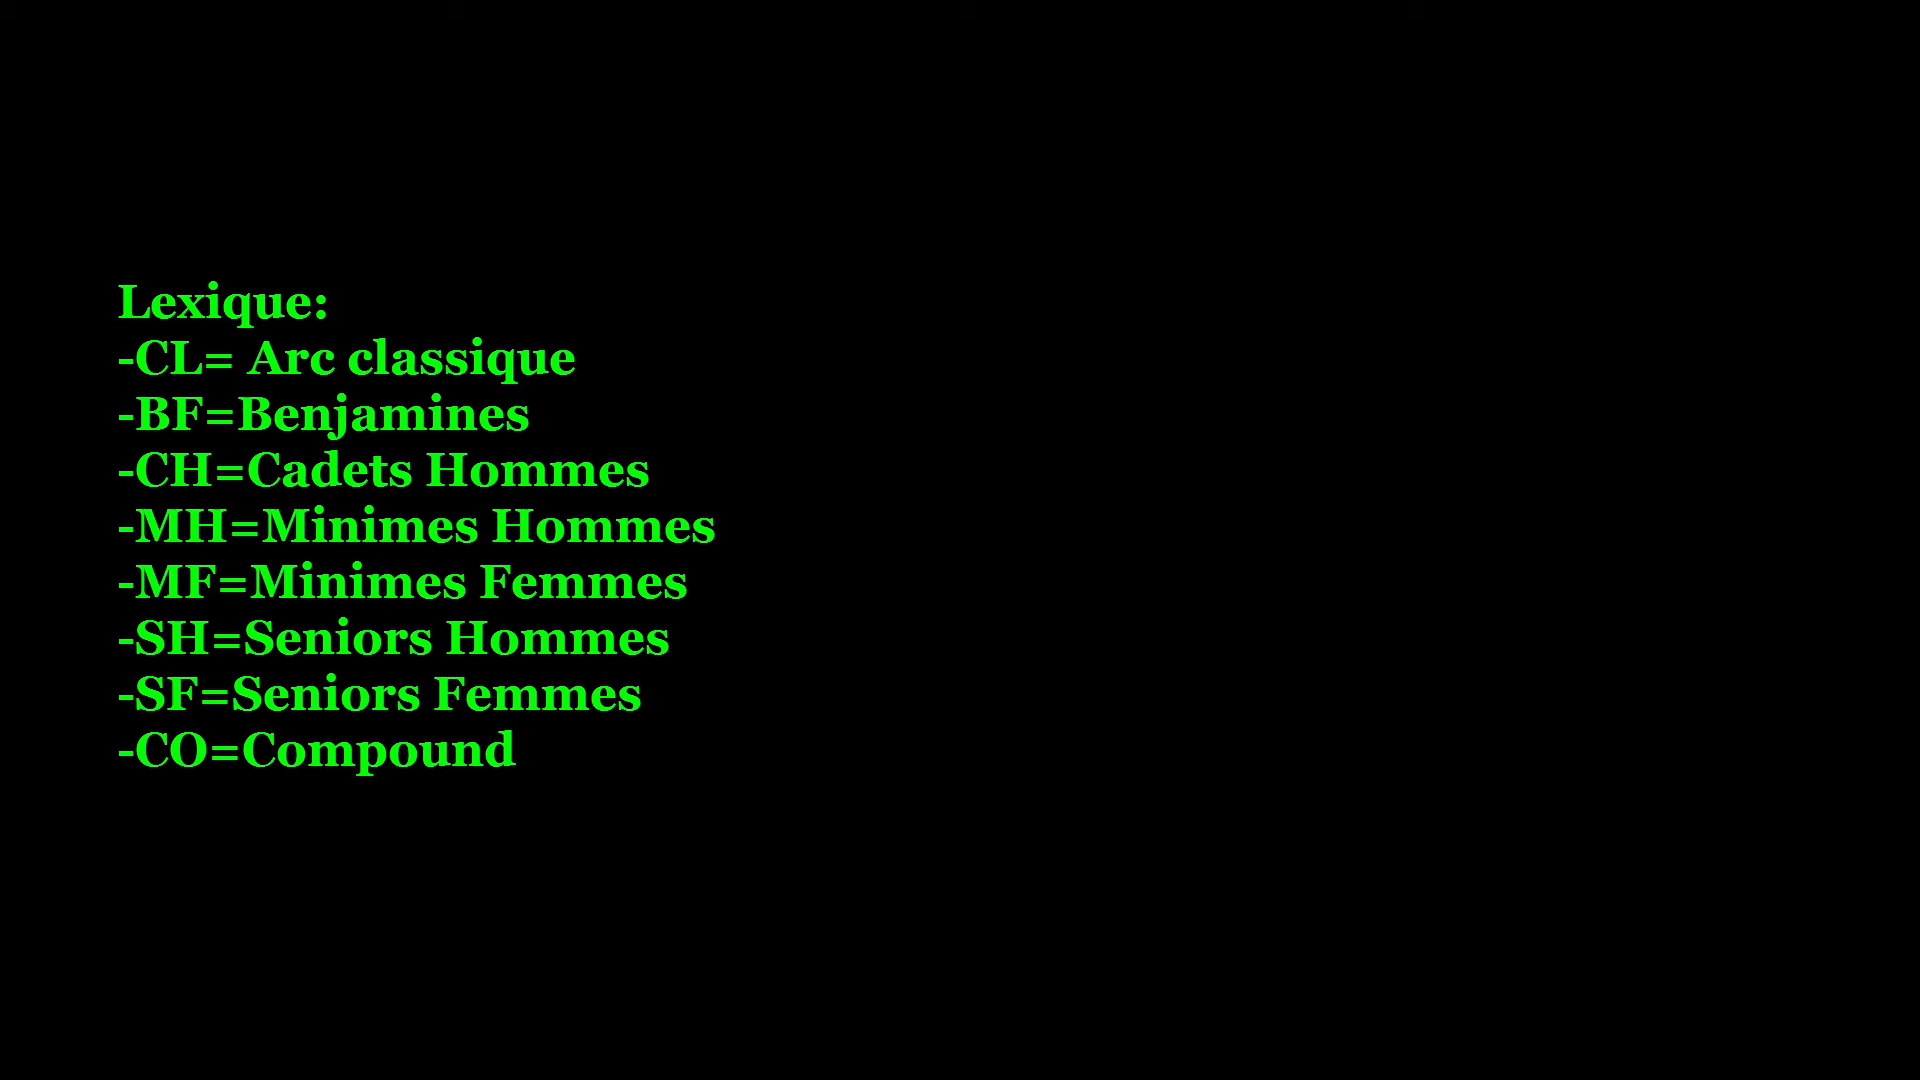 Lexique:
-CL= Arc classique
-BF=Benjamines
-CH=Cadets Hommes
-MH=Minimes Hommes
-MF=Minimes Femmes
-SH=Seniors Hommes
-SF=Seniors Femmes
-CO=Compound